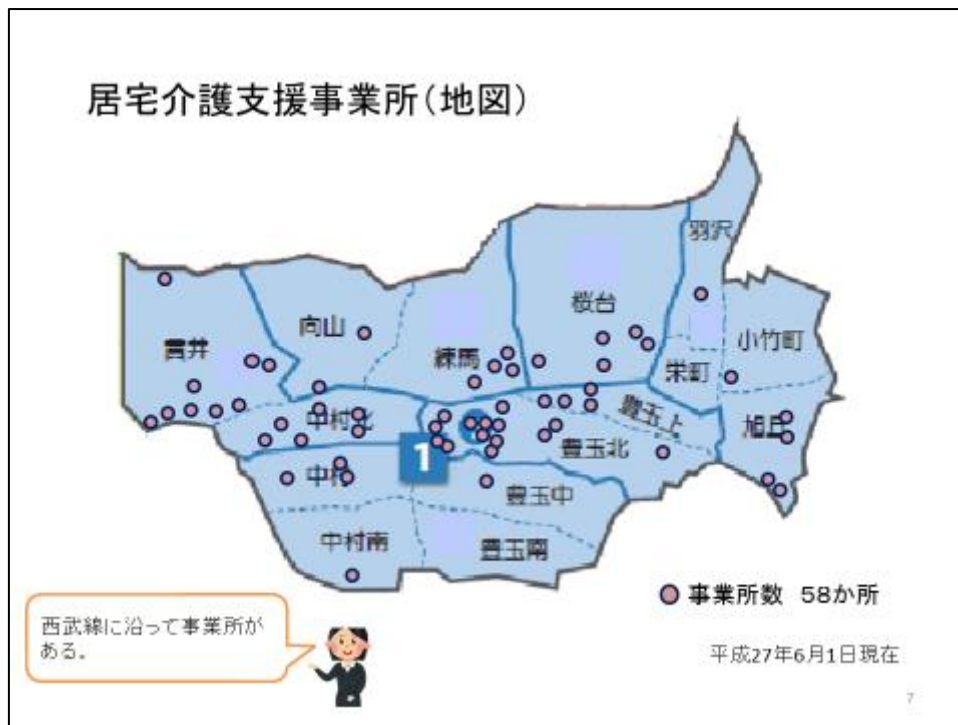 居宅介護支援事業所(地図)
羽沢
桜台
小竹町
向山
練馬
貫井
栄町
豊玉上
中村北
旭丘
豊玉北
1
中村
豊玉中
中村南
豊玉南
事業所数 58か所
西武線に沿って事業所が
ある。
平成27年6月1日現在
7